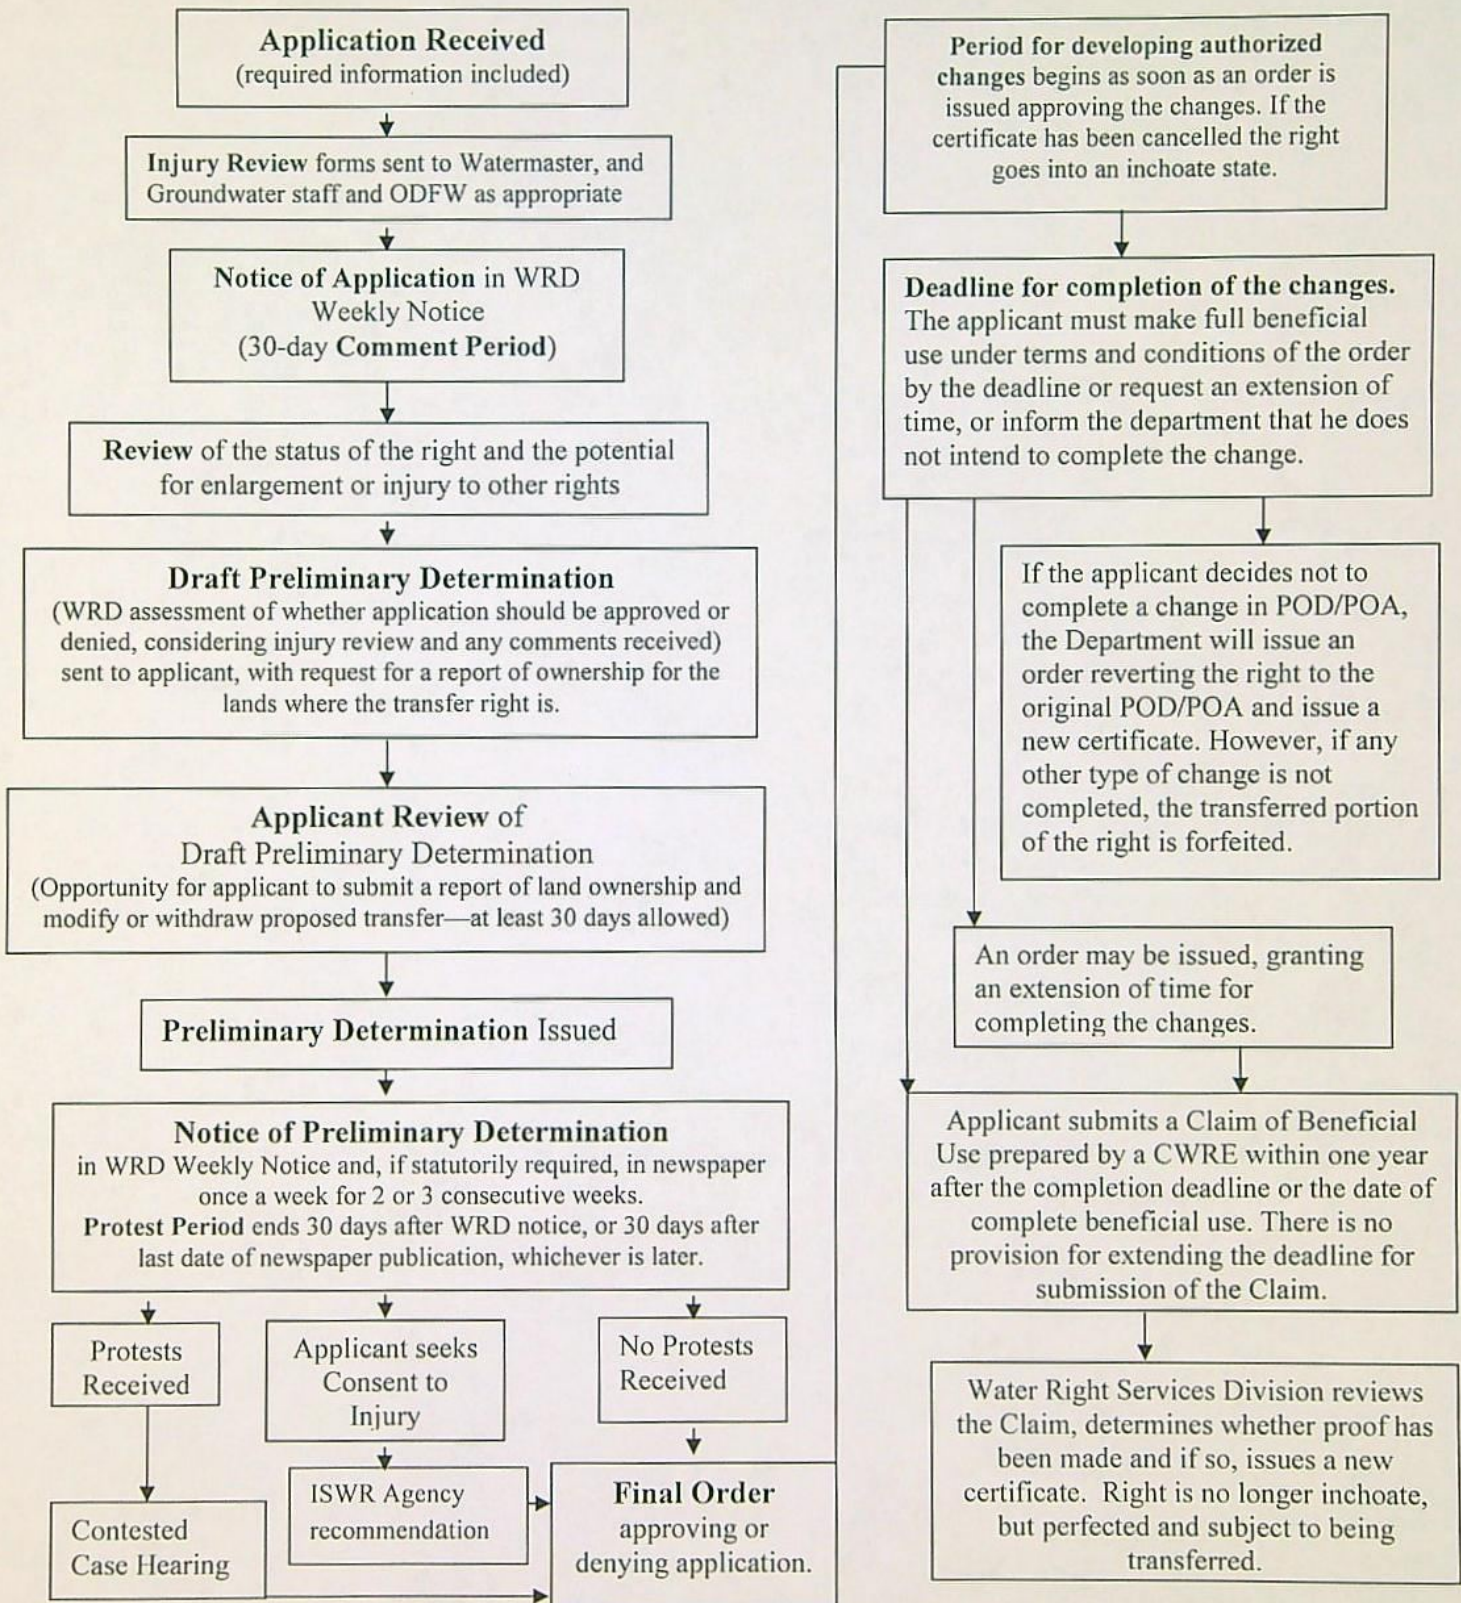 Application Received
(required information included)
Injury Review forms sent to Watermaster, and
Groundwater staff and ODFW as appropriate
Notice of Application in WRD
Weekly Notice
(30-day Comment Period)
Review of the status of the right and the potential
for enlargement or injury to other rights
Draft Preliminary Determination
(WRD assessment of whether application should be approved or
denied, considering injury review and any comments received)
sent to applicant, with request for a report of ownership for the
lands where the transfer right is.
Applicant Review of
Draft Preliminary Determination
(Opportunity for applicant to submit a report of land ownership and
modify or withdraw proposed transfer—at least 30 days allowed)
Preliminary Determination Issued
Notice of Preliminary Determination
in WRD Weekly Notice and, if statutorily required, in newspaper
once a week for 2 or 3 consecutive weeks.
Protest Period ends 30 days after WRD notice, or 30 days after
last date of newspaper publication, whichever is later.
Protests
Received
Applicant seeks
Consent to
Injury
No Protests
Received
Contested
Case Hearing
ISWR Agency
recommendation
Final Order
approving or
denying application.
Period for developing authorized
changes begins as soon as an order is
issued approving the changes. If the
certificate has been cancelled the right
goes into an inchoate state.
Deadline for completion of the changes.
The applicant must make full beneficial
use under terms and conditions of the order
by the deadline or request an extension of
time, or inform the department that he does
not intend to complete the change.
If the applicant decides not to
complete a change in POD/POA,
the Department will issue an
order reverting the right to the
original POD/POA and issue a
new certificate. However, if any
other type of change is not
completed, the transferred portion
of the right is forfeited.
An order may be issued, granting
an extension of time for
completing the changes.
Applicant submits a Claim of Beneficial
Use prepared by a CWRE within one year
after the completion deadline or the date of
complete beneficial use. There is no
provision for extending the deadline for
submission of the Claim.
Water Right Services Division reviews
the Claim, determines whether proof has
been made and if so, issues a new
certificate. Right is no longer inchoate,
but perfected and subject to being
transferred.